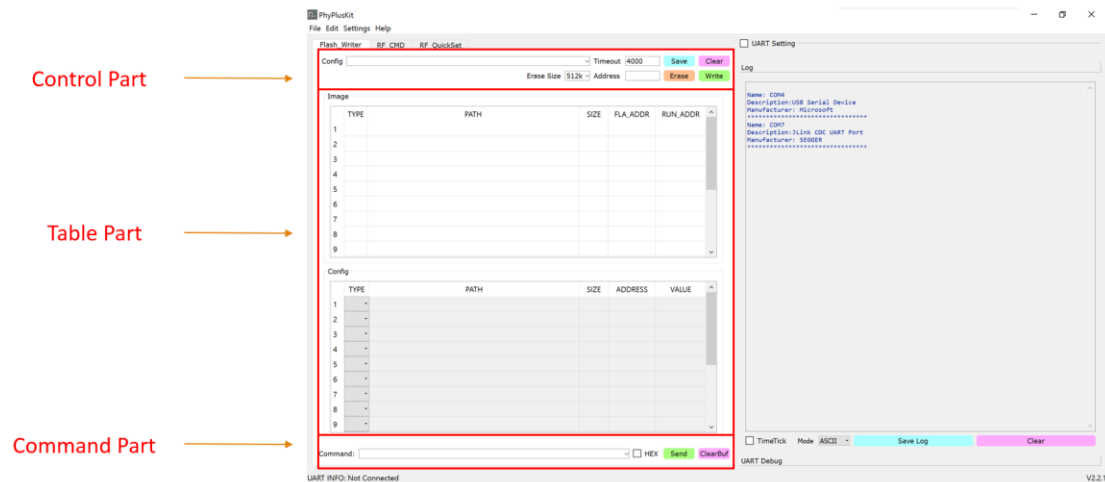 PhyPlusKit
File Edit Settings Help
Flash_Writer RF_CMD RF_QuickSet
UART Setting
Control Part
Config Timeout 4000 Save Clear
Erase Size 512k Address Erase Write
Log
Image
TYPE PATH SIZE FLA_ADDR RUN_ADDR
1
2
3
4
5
6
7
8
9
Name: COM4
Description:USB Serial Device
Manufacturer: Microsoft
********************************
Name: COM7
Description:JLink CDC UART Port
Manufacturer: SEGGER
********************************
Table Part
Config
TYPE PATH SIZE ADDRESS VALUE
1
2
3
4
5
6
7
8
9
Command Part
TimeTick Mode ASCII Save Log Clear
Command: HEX Send ClearBuf
UART Debug
UART INFO: Not Connected